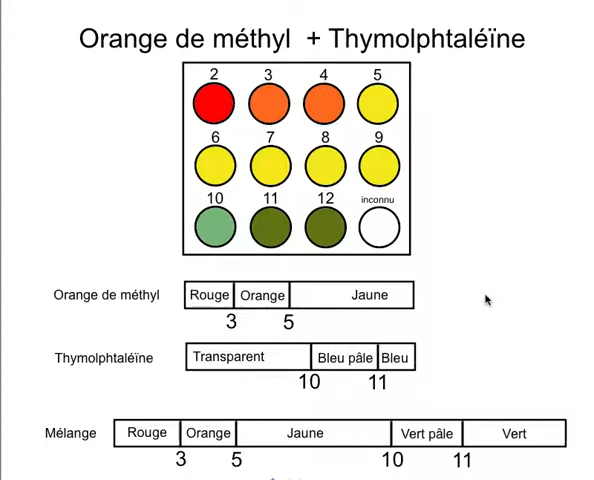 Orange de méthyl + Thymolphtaléïne
2 3 4 5
6 7 8 9
10 11 12 inconnu
Orange de méthyl Rouge Orange Jaune
3 5
Thymolphtaléïne Transparent Bleu pâle Bleu
10 11
Mélange Rouge Orange Jaune Vert pâle Vert
3 5 10 11